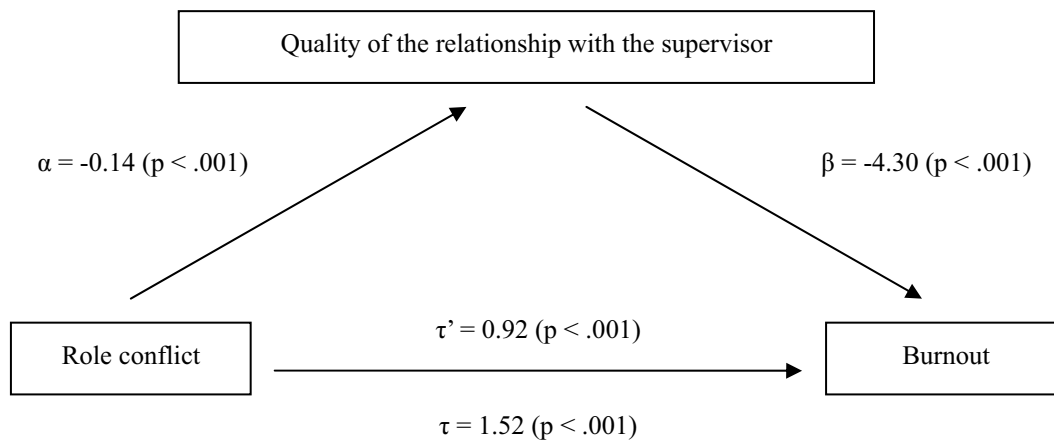 Quality of the relationship with the supervisor
α = -0.14 (p < .001)
β = -4.30 (p < .001)
τ’ = 0.92 (p < .001)
Role conflict
Burnout
τ = 1.52 (p < .001)